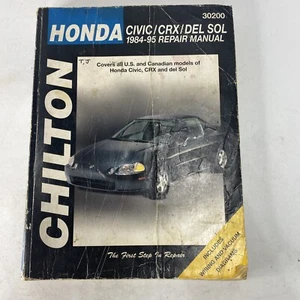 30200
HONDA
CIVIC/CRX/DEL SOL
1984-95 REPAIR MANUAL
Covers all U.S. and Canadian models of
Honda Civic, CRX and del Sol
CHILTON
INCLUDES
WIRING AND VACUUM
DIAGRAMS
The First Step In Repair